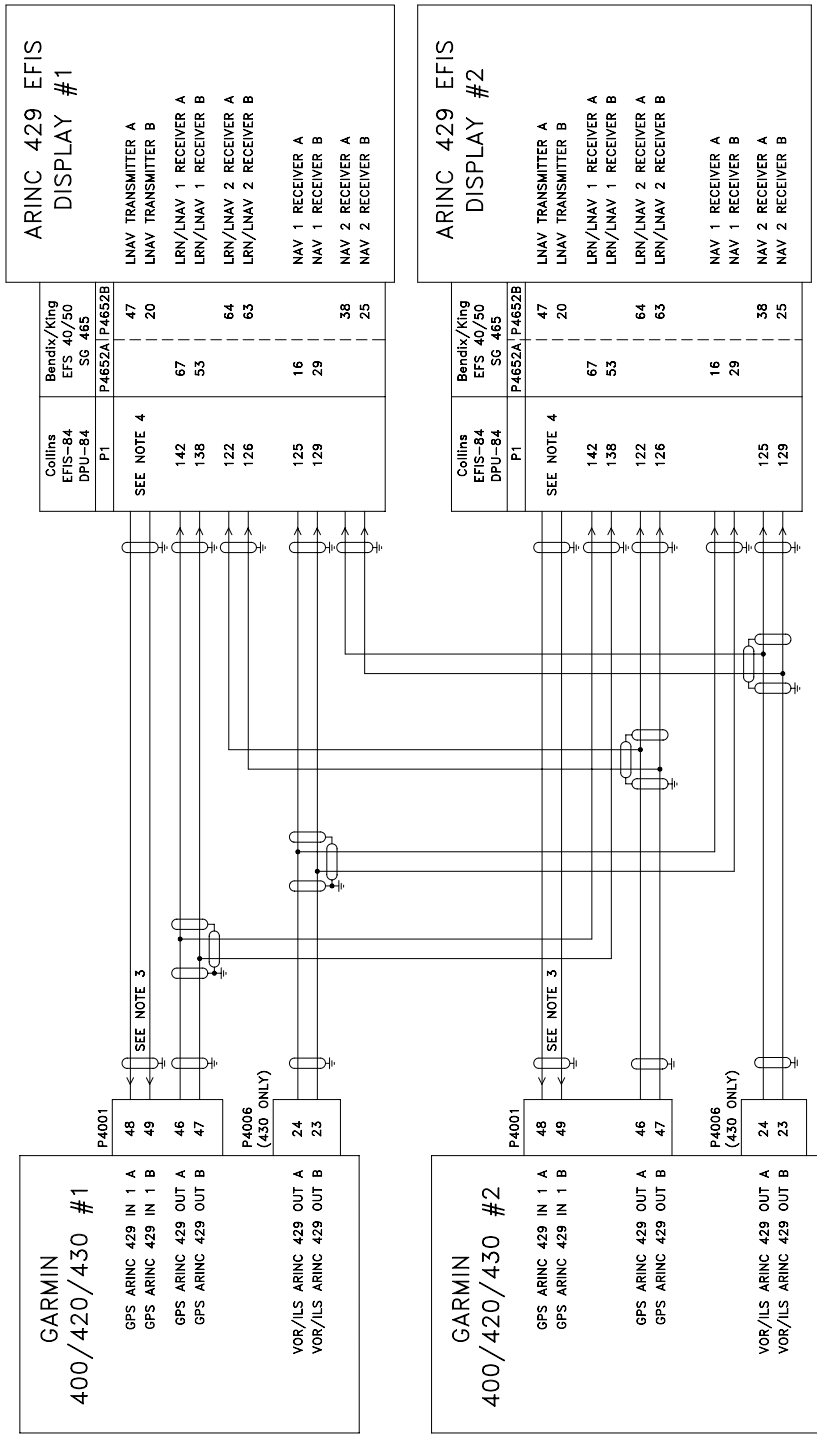 GARMIN
400/420/430 #1
GPS ARINC 429 IN 1 A
GPS ARINC 429 IN 1 B
GPS ARINC 429 OUT A
GPS ARINC 429 OUT B
VOR/ILS ARINC 429 OUT A
VOR/ILS ARINC 429 OUT B
P4001
48
49
46
47
P4006
(430 ONLY)
24
23
SEE NOTE 3
Collins
EFIS-84
DPU-84
P1
SEE NOTE 4
142
138
122
126
125
129
Bendix/King
EFS 40/50
SG 465
P4652A P4652B
47
20
67
53
64
63
16
29
38
25
ARINC 429 EFIS
DISPLAY #1
LNAV TRANSMITTER A
LNAV TRANSMITTER B
LRN/LNAV 1 RECEIVER A
LRN/LNAV 1 RECEIVER B
LRN/LNAV 2 RECEIVER A
LRN/LNAV 2 RECEIVER B
NAV 1 RECEIVER A
NAV 1 RECEIVER B
NAV 2 RECEIVER A
NAV 2 RECEIVER B
GARMIN
400/420/430 #2
GPS ARINC 429 IN 1 A
GPS ARINC 429 IN 1 B
GPS ARINC 429 OUT A
GPS ARINC 429 OUT B
VOR/ILS ARINC 429 OUT A
VOR/ILS ARINC 429 OUT B
P4001
48
49
46
47
P4006
(430 ONLY)
24
23
SEE NOTE 3
Collins
EFIS-84
DPU-84
P1
SEE NOTE 4
142
138
122
126
125
129
Bendix/King
EFS 40/50
SG 465
P4652A P4652B
47
20
67
53
64
63
16
29
38
25
ARINC 429 EFIS
DISPLAY #2
LNAV TRANSMITTER A
LNAV TRANSMITTER B
LRN/LNAV 1 RECEIVER A
LRN/LNAV 1 RECEIVER B
LRN/LNAV 2 RECEIVER A
LRN/LNAV 2 RECEIVER B
NAV 1 RECEIVER A
NAV 1 RECEIVER B
NAV 2 RECEIVER A
NAV 2 RECEIVER B